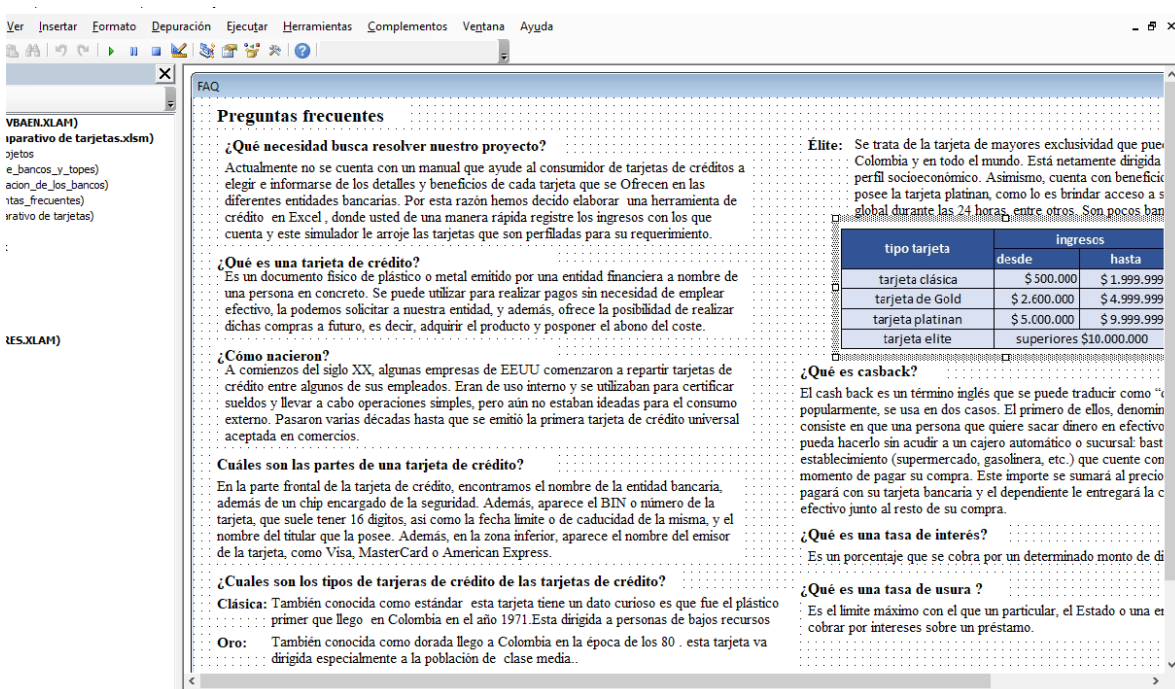 Ver Insertar Formato Depuración Ejecutar Herramientas Complementos Ventana Ayuda
FAQ
VBAEN.XLAM)
mparativo de tarjetas.xlsm)
bjetos
e_bancos_y_topes)
acion_de_los_bancos)
ntas_frecuentes)
arativo de tarjetas)
RES.XLAM)
Preguntas frecuentes
¿Qué necesidad busca resolver nuestro proyecto?
Actualmente no se cuenta con un manual que ayude al consumidor de tarjetas de créditos a
elegir e informarse de los detalles y beneficios de cada tarjeta que se Ofrecen en las
diferentes entidades bancarias. Por esta razón hemos decido elaborar una herramienta de
crédito en Excel , donde usted de una manera rápida registre los ingresos con los que
cuenta y este simulador le arroje las tarjetas que son perfiladas para su requerimiento.
¿Qué es una tarjeta de crédito?
Es un documento físico de plástico o metal emitido por una entidad financiera a nombre de
una persona en concreto. Se puede utilizar para realizar pagos sin necesidad de emplear
efectivo, la podemos solicitar a nuestra entidad, y además, ofrece la posibilidad de realizar
dichas compras a futuro, es decir, adquirir el producto y posponer el abono del coste.
¿Cómo nacieron?
A comienzos del siglo XX, algunas empresas de EEUU comenzaron a repartir tarjetas de
crédito entre algunos de sus empleados. Eran de uso interno y se utilizaban para certificar
sueldos y llevar a cabo operaciones simples, pero aún no estaban ideadas para el consumo
externo. Pasaron varias décadas hasta que se emitió la primera tarjeta de crédito universal
aceptada en comercios.
Cuáles son las partes de una tarjeta de crédito?
En la parte frontal de la tarjeta de crédito, encontramos el nombre de la entidad bancaria,
además de un chip encargado de la seguridad. Además, aparece el BIN o número de la
tarjeta, que suele tener 16 dígitos, asi como la fecha limite o de caducidad de la misma, y el
nombre del titular que la posee. Además, en la zona inferior, aparece el nombre del emisor
de la tarjeta, como Visa, MasterCard o American Express.
¿Cuales son los tipos de tarjeras de crédito de las tarjetas de crédito?
Clásica: También conocida como estándar esta tarjeta tiene un dato curioso es que fue el plástico
primer que llego en Colombia en el año 1971.Esta dirigida a personas de bajos recursos
Oro: También conocida como dorada llego a Colombia en la época de los 80 . esta tarjeta va
dirigida especialmente a la población de clase media..
Élite: Se trata de la tarjeta de mayores exclusividad que pue
Colombia y en todo el mundo. Está netamente dirigida
perfil socioeconómico. Asimismo, cuenta con beneficio
posee la tarjeta platinan, como lo es brindar acceso a s
global durante las 24 horas, entre otros. Son pocos ban
tipo tarjeta ingresos
desde hasta
tarjeta clásica $ 500.000 $ 1.999.999
tarjeta de Gold $ 2.600.000 $ 4.999.999
tarjeta platinan $ 5.000.000 $ 9.999.999
tarjeta elite superiores $10.000.000
¿Qué es casback?
El cash back es un término inglés que se puede traducir como “
popularmente, se usa en dos casos. El primero de ellos, denomin
consiste en que una persona que quiere sacar dinero en efectivo
pueda hacerlo sin acudir a un cajero automático o sucursal: bast
establecimiento (supermercado, gasolinera, etc.) que cuente con
momento de pagar su compra. Este importe se sumará al precio
pagará con su tarjeta bancaria y el dependiente le entregará la c
efectivo junto al resto de su compra.
¿Qué es una tasa de interés?
Es un porcentaje que se cobra por un determinado monto de di
¿Qué es una tasa de usura ?
Es el limite máximo con el que un particular, el Estado o una en
cobrar por intereses sobre un préstamo.